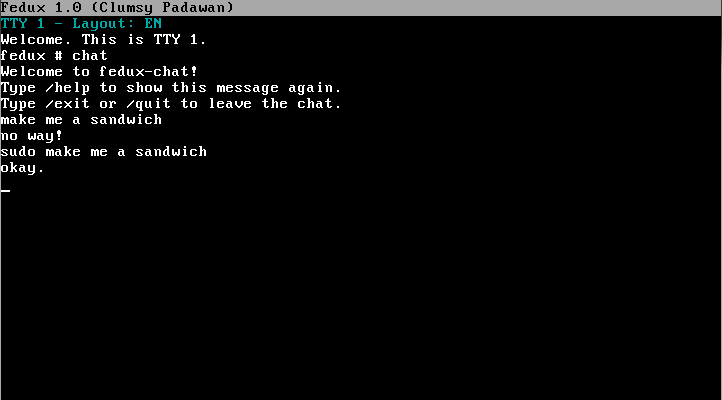 Fedux 1.0 (Clumsy Padawan)
TTY 1 - Layout: EN
Welcome. This is TTY 1.
fedux # chat
Welcome to fedux-chat!
Type /help to show this message again.
Type /exit or /quit to leave the chat.
make me a sandwich
no way!
sudo make me a sandwich
okay.